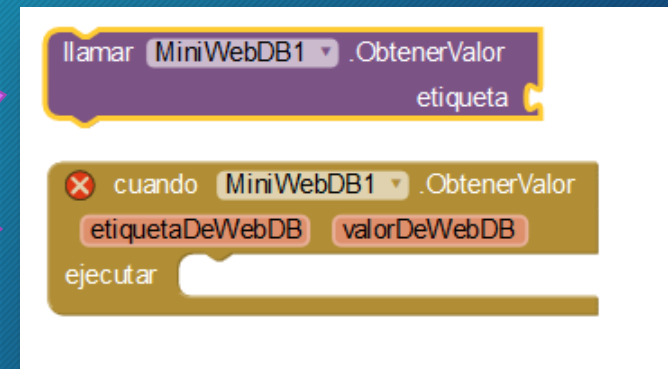 llamar MiniWebDB1 .ObtenerValor
etiqueta
cuando MiniWebDB1 .ObtenerValor
etiquetaDeWebDB valorDeWebDB
ejecutar